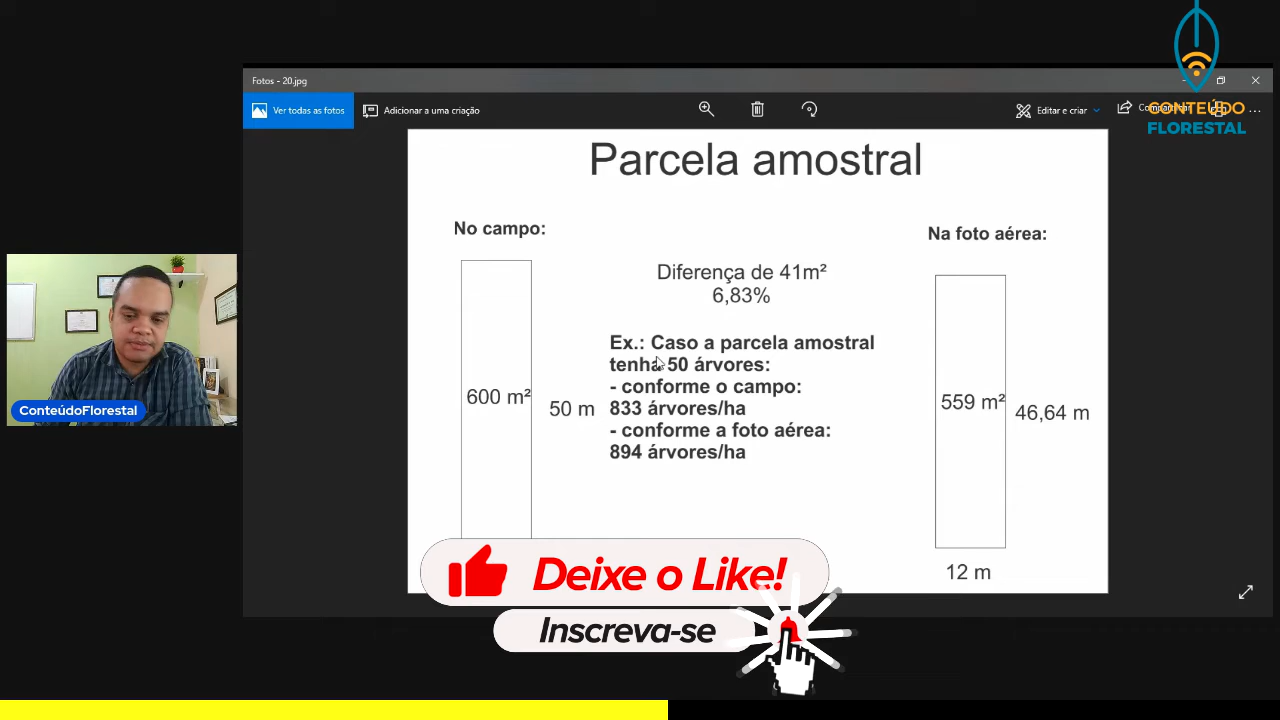 Fotos - 20.jpg
Ver todas as fotos
Adicionar a uma criação
Editar e criar
CONTEÚDO
FLORESTAL
Parcela amostral
No campo:
Na foto aérea:
Diferença de 41m²
6,83%
Ex.: Caso a parcela amostral
tenha 50 árvores:
- conforme o campo:
833 árvores/ha
- conforme a foto aérea:
894 árvores/ha
600 m²
50 m
559 m²
46,64 m
12 m
ConteúdoFlorestal
Deixe o Like!
Inscreva-se